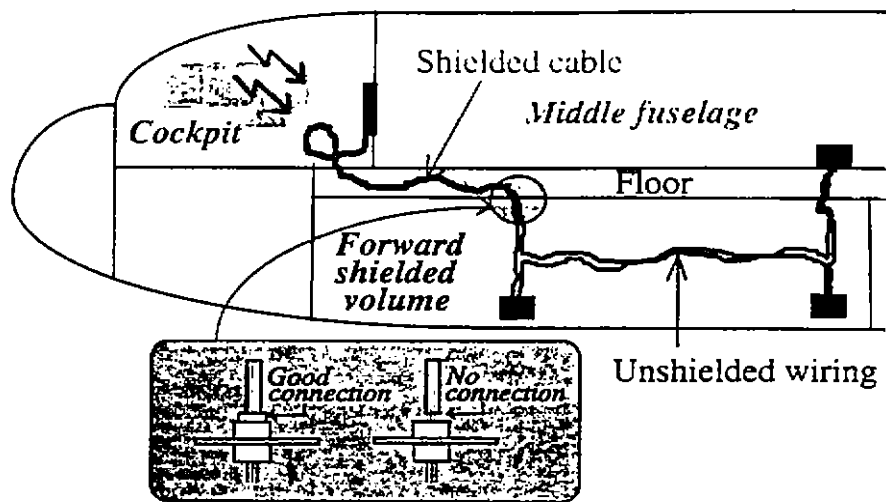 Shielded cable
Cockpit
Middle fuselage
Floor
Forward
shielded
volume
Unshielded wiring
Good
connection
No
connection